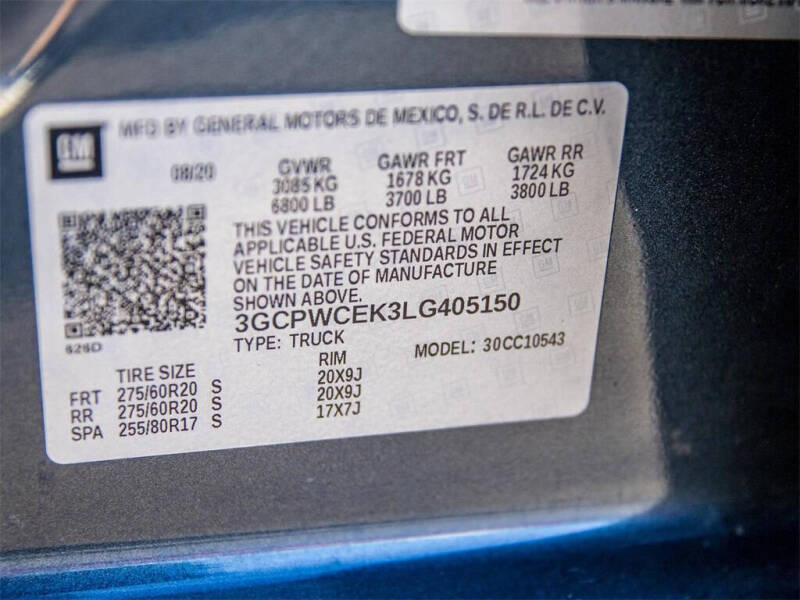 GM
MFD BY GENERAL MOTORS DE MEXICO, S. DE R.L. DE C.V.
08/20
GVWR
3085 KG
6800 LB
GAWR FRT
1678 KG
3700 LB
GAWR RR
1724 KG
3800 LB
THIS VEHICLE CONFORMS TO ALL
APPLICABLE U.S. FEDERAL MOTOR
VEHICLE SAFETY STANDARDS IN EFFECT
ON THE DATE OF MANUFACTURE
SHOWN ABOVE.
3GCPWCEK3LG405150
626D
TYPE: TRUCK
MODEL: 30CC10543
TIRE SIZE RIM
FRT 275/60R20 S 20X9J
RR 275/60R20 S 20X9J
SPA 255/80R17 S 17X7J